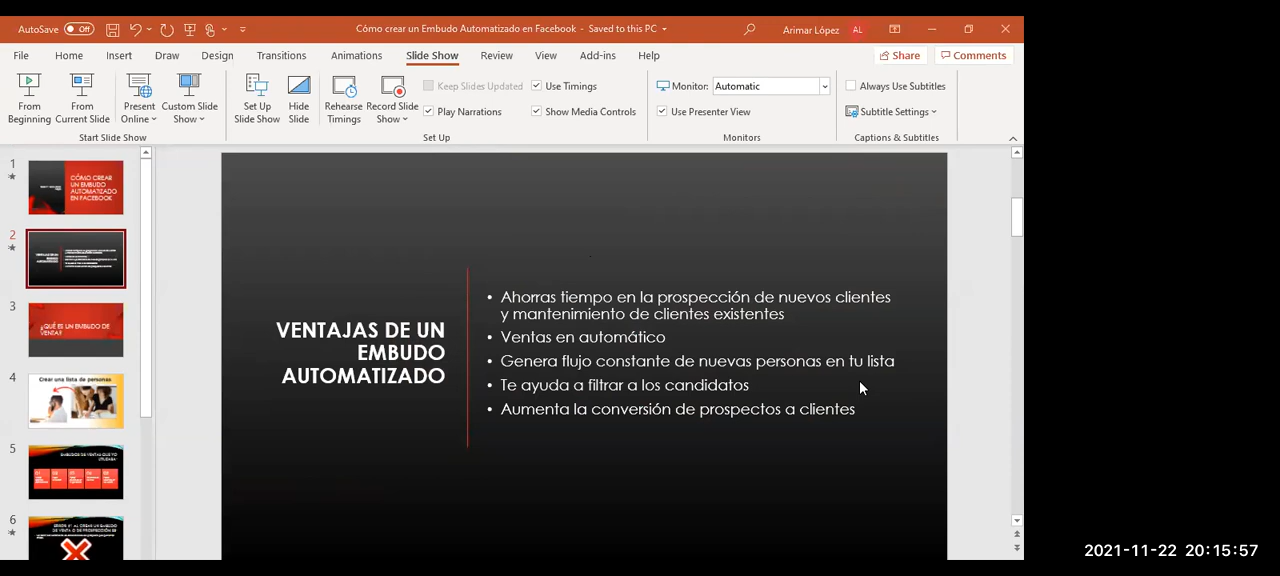 AutoSave Off
Cómo crear un Embudo Automatizado en Facebook - Saved to this PC
Arimar López AL
File Home Insert Draw Design Transitions Animations Slide Show Review View Add-ins Help
Share Comments
From Beginning
From Current Slide
Present Online
Custom Slide Show
Set Up Slide Show
Hide Slide
Rehearse Timings
Record Slide Show
Keep Slides Updated
Use Timings
Play Narrations
Show Media Controls
Monitor: Automatic
Use Presenter View
Always Use Subtitles
Subtitle Settings
Start Slide Show
Set Up
Monitors
Captions & Subtitles
1
CÓMO CREAR
UN EMBUDO
AUTOMATIZADO
EN FACEBOOK
2
3
¿QUÉ ES UN EMBUDO DE
VENTA?
4
Crear una lista de personas
5
6
VENTAJAS DE UN
EMBUDO
AUTOMATIZADO
• Ahorras tiempo en la prospección de nuevos clientes
y mantenimiento de clientes existentes
• Ventas en automático
• Genera flujo constante de nuevas personas en tu lista
• Te ayuda a filtrar a los candidatos
• Aumenta la conversión de prospectos a clientes
2021-11-22 20:15:57